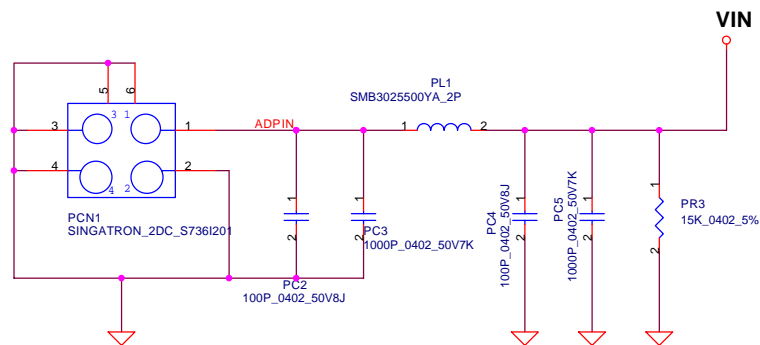 VIN
PL1
SMB3025500YA_2P
5
6
3
1
3
1
ADPIN
1
2
4
2
4
2
PCN1
SINGATRON_2DC_S736I201
1
2
PC2
100P_0402_50V8J
1
2
PC3
1000P_0402_50V7K
1
2
PC4
100P_0402_50V8J
1
2
PC5
1000P_0402_50V7K
1
2
PR3
15K_0402_5%